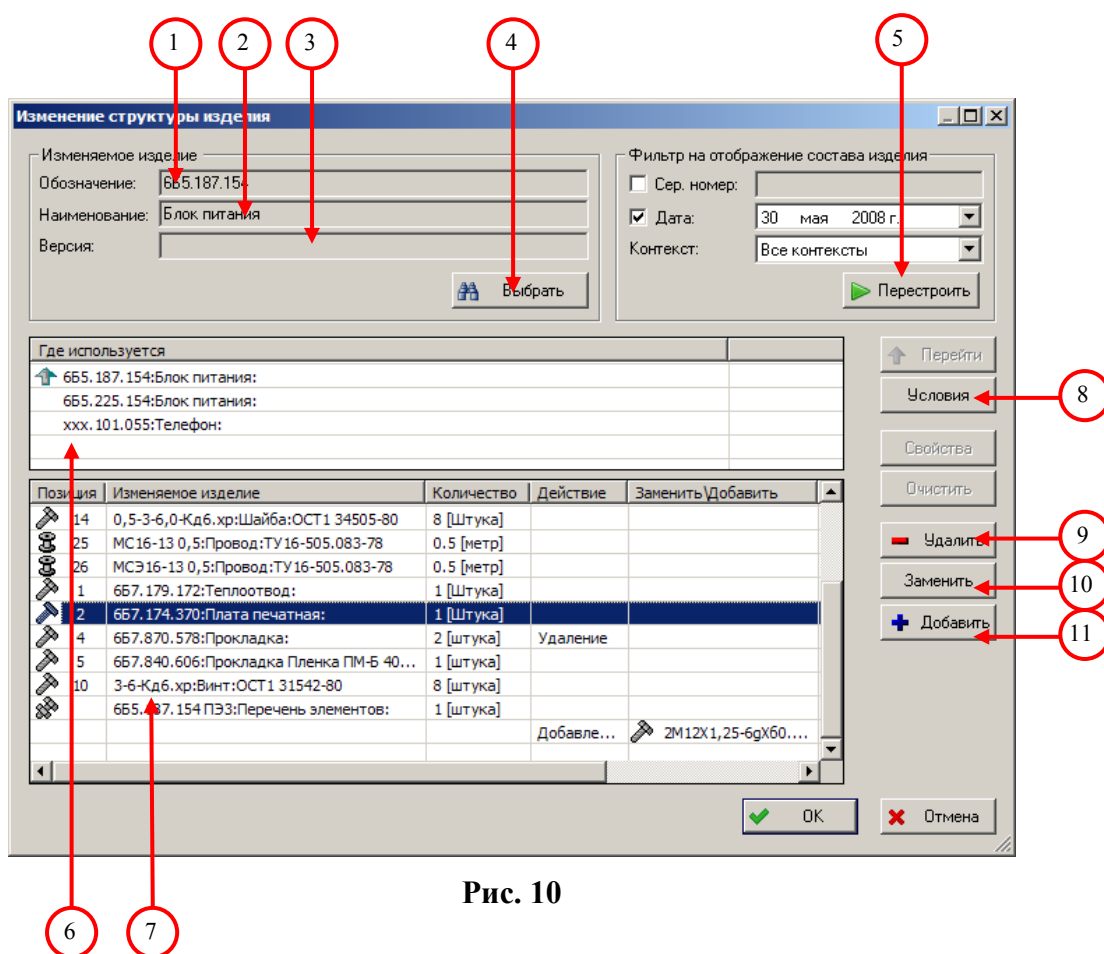 1 2 3 4 5
Изменение структуры изделия
Изменяемое изделие
Обозначение: 6Б5.187.154
Наименование: Блок питания
Версия:
Выбрать
Фильтр на отображение состава изделия
Сер. номер:
Дата: 30 мая 2008 г.
Контекст: Все контексты
Перестроить
Где используется
6Б5.187.154:Блок питания:
6Б5.225.154:Блок питания:
xxx.101.055:Телефон:
Перейти
Условия 8
Свойства
Очистить
Удалить 9
Заменить 10
Добавить 11
Позиция Изменяемое изделие Количество Действие Заменить\Добавить
14 0,5-3-6,0-Кд6.хр:Шайба:ОСТ1 34505-80 8 [Штука]
25 МС16-13 0,5:Провод:ТУ16-505.083-78 0.5 [метр]
26 МСЭ16-13 0,5:Провод:ТУ16-505.083-78 0.5 [метр]
1 6Б7.179.172:Теплоотвод: 1 [Штука]
2 6Б7.174.370:Плата печатная: 1 [Штука]
4 6Б7.870.578:Прокладка: 2 [штука] Удаление
5 6Б7.840.606:Прокладка Пленка ПМ-Б 40... 1 [штука]
10 3-6-Кд6.хр:Винт:ОСТ1 31542-80 8 [штука]
6Б5.187.154 ПЭ3:Перечень элементов: 1 [штука]
Добавле... 2М12Х1,25-6gХ60....
OK Отмена
Рис. 10
6 7